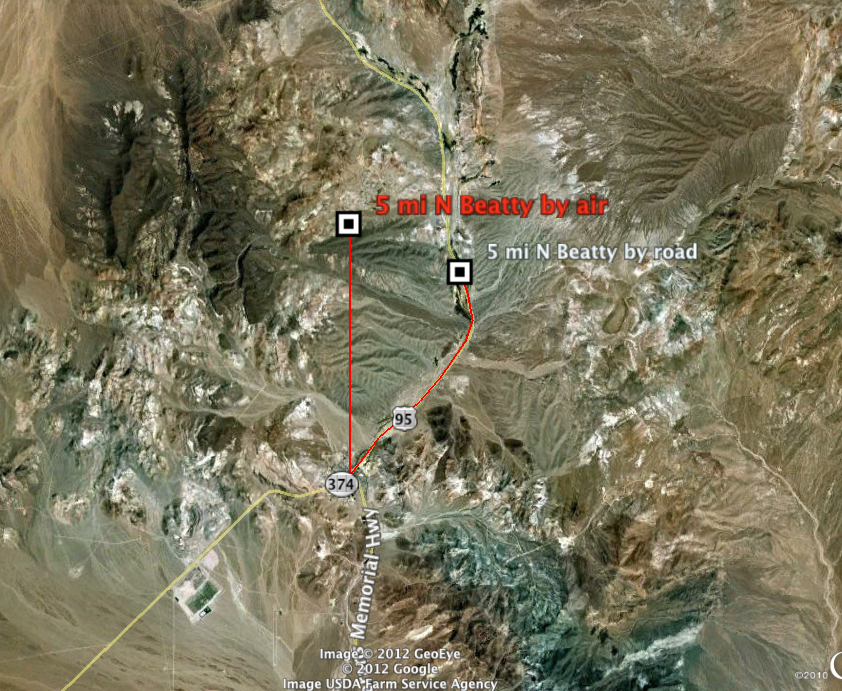 5 mi N Beatty by air
5 mi N Beatty by road
95
374
Memorial Hwy
Image © 2012 GeoEye
© 2012 Google
Image USDA Farm Service Agency
©2010